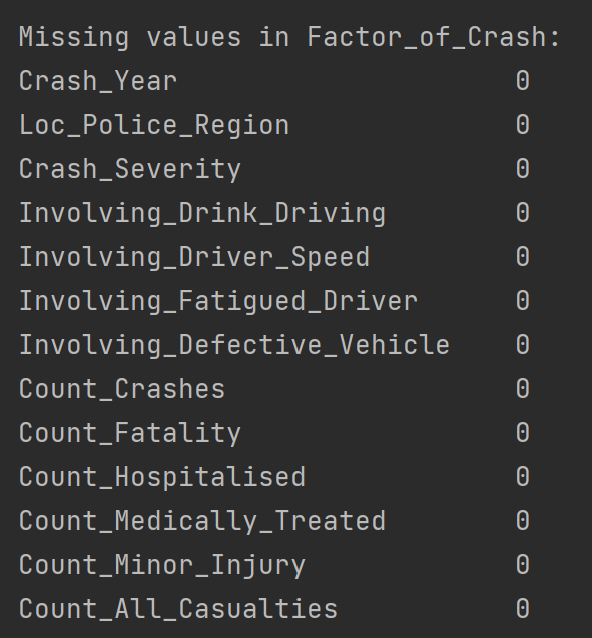 Missing values in Factor_of_Crash:
Crash_Year 0
Loc_Police_Region 0
Crash_Severity 0
Involving_Drink_Driving 0
Involving_Driver_Speed 0
Involving_Fatigued_Driver 0
Involving_Defective_Vehicle 0
Count_Crashes 0
Count_Fatality 0
Count_Hospitalised 0
Count_Medically_Treated 0
Count_Minor_Injury 0
Count_All_Casualties 0